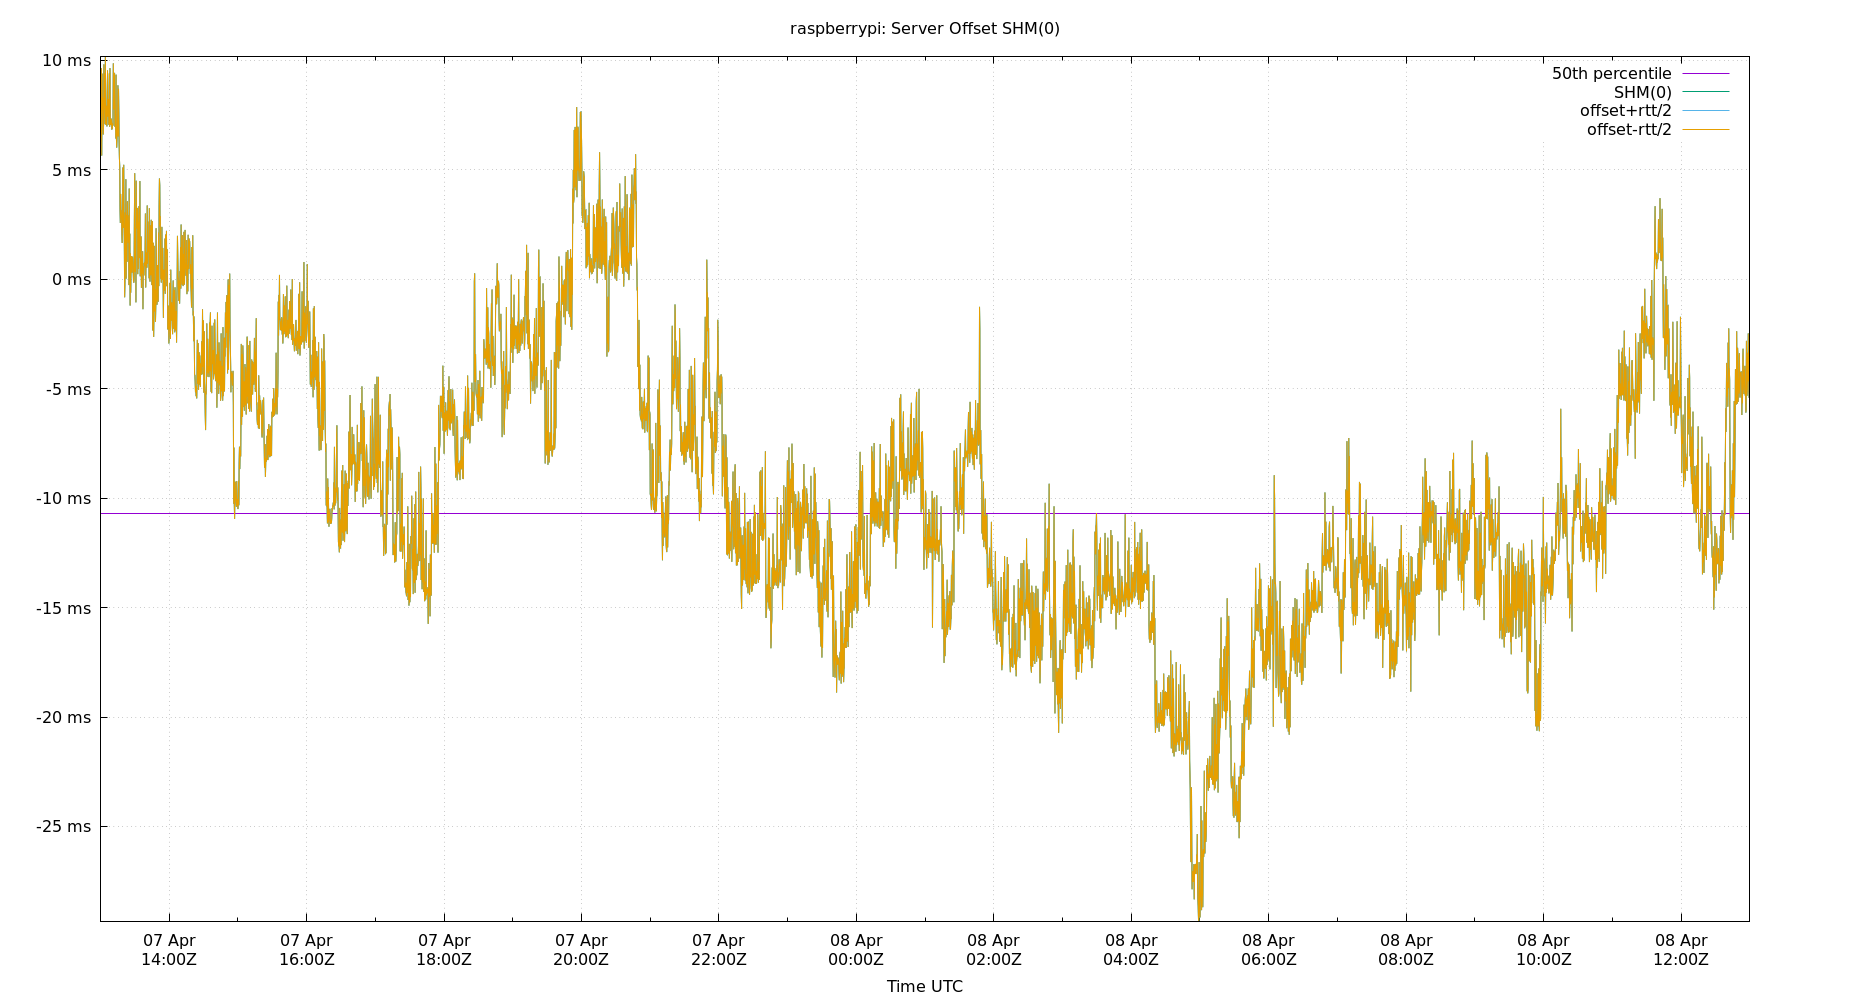 raspberrypi: Server Offset SHM(0)
50th percentile
SHM(0)
offset+rtt/2
offset-rtt/2
10 ms
5 ms
0 ms
-5 ms
-10 ms
-15 ms
-20 ms
-25 ms
07 Apr 07 Apr 07 Apr 07 Apr 07 Apr 08 Apr 08 Apr 08 Apr 08 Apr 08 Apr 08 Apr 08 Apr
14:00Z 16:00Z 18:00Z 20:00Z 22:00Z 00:00Z 02:00Z 04:00Z 06:00Z 08:00Z 10:00Z 12:00Z
Time UTC